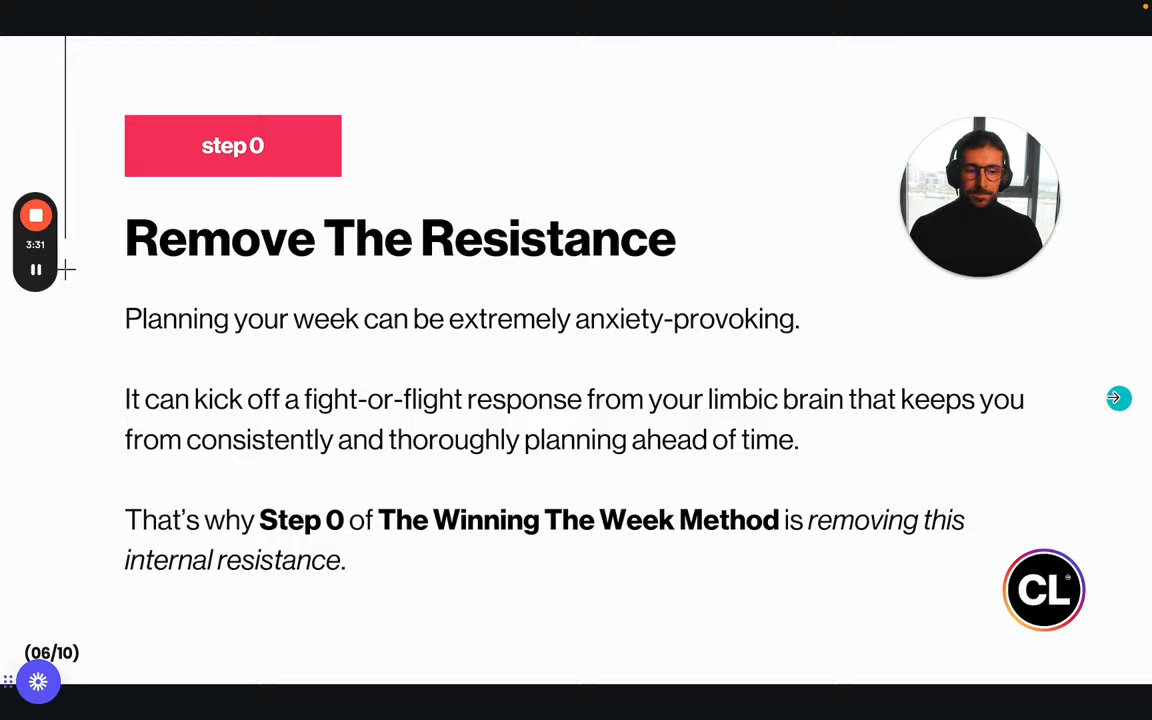 step 0
3:31
Remove The Resistance
Planning your week can be extremely anxiety-provoking.
It can kick off a fight-or-flight response from your limbic brain that keeps you
from consistently and thoroughly planning ahead of time.
That’s why Step 0 of The Winning The Week Method is removing this
internal resistance.
CL
(06/10)